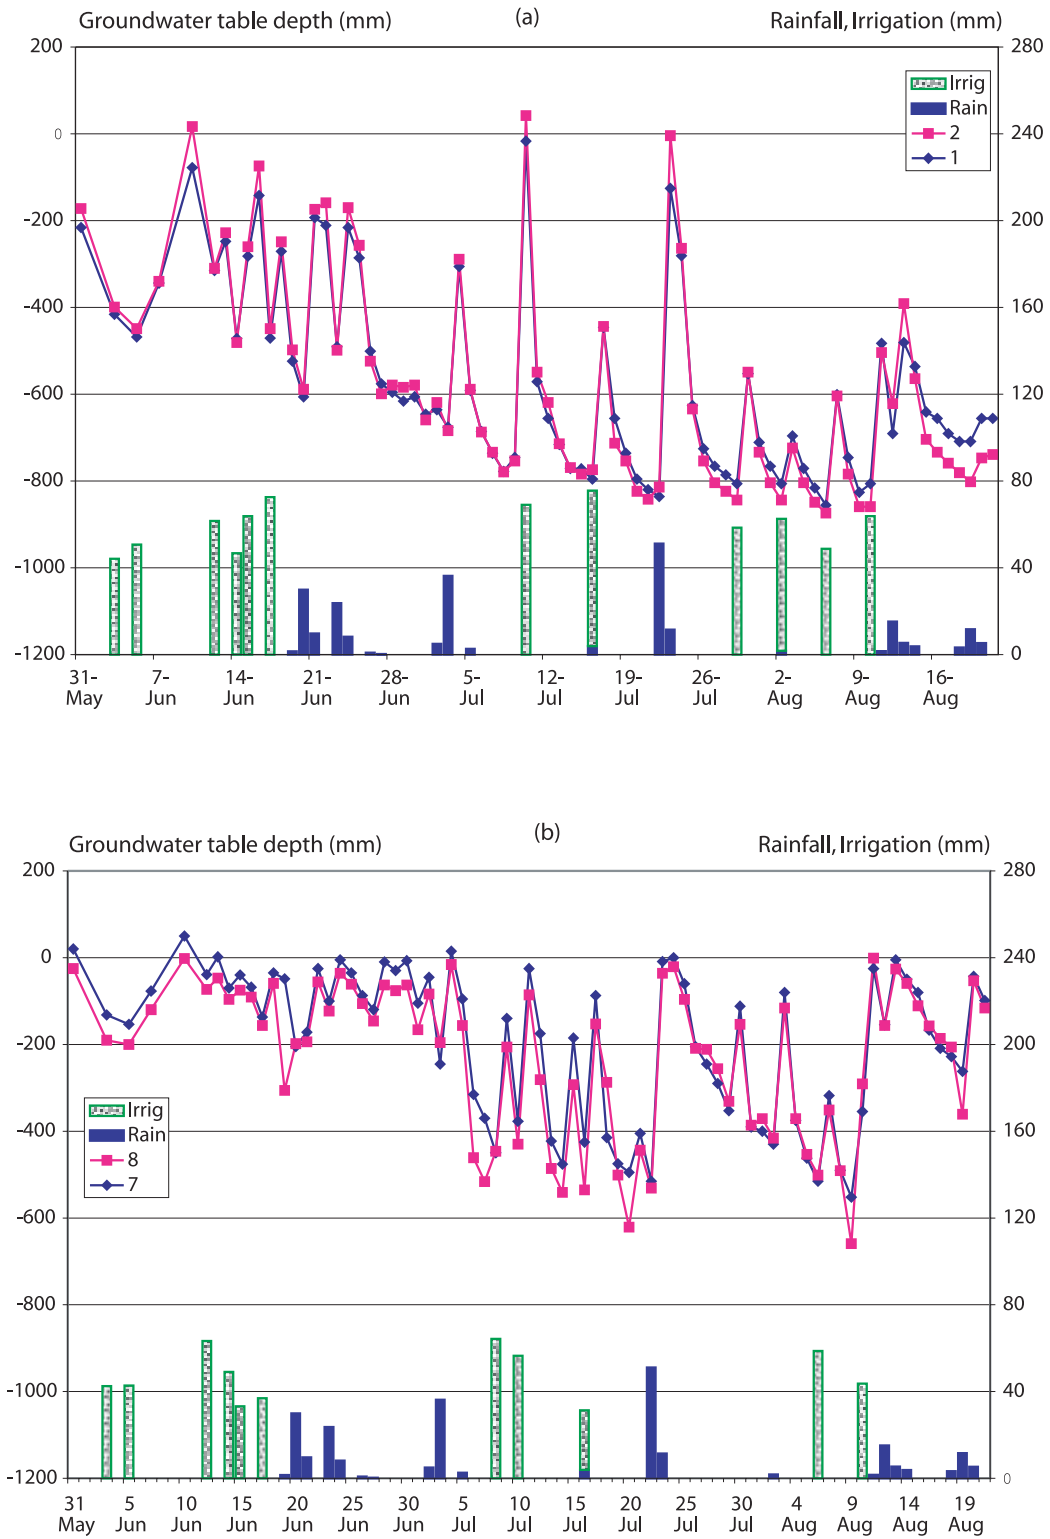 Groundwater table depth (mm)
(a)
Rainfall, Irrigation (mm)
200
0
-200
-400
-600
-800
-1000
-1200
280
240
200
160
120
80
40
0
Irrig
Rain
2
1
31- 7- 14- 21- 28- 5- 12- 19- 26- 2- 9- 16-
May Jun Jun Jun Jun Jul Jul Jul Jul Aug Aug Aug
Groundwater table depth (mm)
(b)
Rainfall, Irrigation (mm)
200
0
-200
-400
-600
-800
-1000
-1200
280
240
200
160
120
80
40
0
Irrig
Rain
8
7
31 5 10 15 20 25 30 5 10 15 20 25 30 4 9 14 19
May Jun Jun Jun Jun Jun Jun Jul Jul Jul Jul Jul Jul Aug Aug Aug Aug